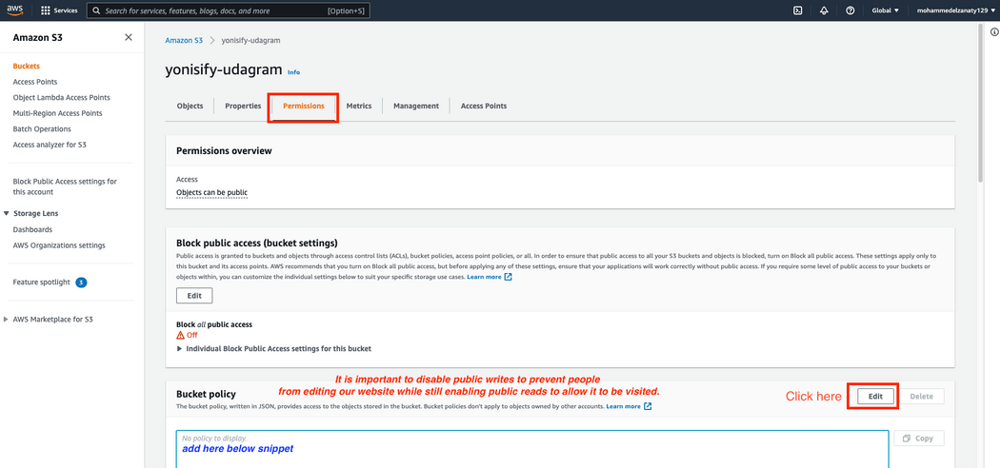 aws
Services
Search for services, features, blogs, docs, and more
[Option+S]
Global
mohammedelzanaty129
Amazon S3
Buckets
Access Points
Object Lambda Access Points
Multi-Region Access Points
Batch Operations
Access analyzer for S3
Block Public Access settings for
this account
Storage Lens
Dashboards
AWS Organizations settings
Feature spotlight 3
AWS Marketplace for S3
Amazon S3 > yonisify-udagram
yonisify-udagram Info
Objects
Properties
Permissions
Metrics
Management
Access Points
Permissions overview
Access
Objects can be public
Block public access (bucket settings)
Public access is granted to buckets and objects through access control lists (ACLs), bucket policies, access point policies, or all. In order to ensure that public access to all your S3 buckets and objects is blocked, turn on Block all public access. These settings apply only to
this bucket and its access points. AWS recommends that you turn on Block all public access, but before applying any of these settings, ensure that your applications will work correctly without public access. If you require some level of public access to your buckets or
objects within, you can customize the individual settings below to suit your specific storage use cases. Learn more
Edit
Block all public access
Off
Individual Block Public Access settings for this bucket
It is important to disable public writes to prevent people
from editing our website while still enabling public reads to allow it to be visited.
Bucket policy
The bucket policy, written in JSON, provides access to the objects stored in the bucket. Bucket policies don't apply to objects owned by other accounts. Learn more
Click here
Edit
Delete
No policy to display.
add here below snippet
Copy